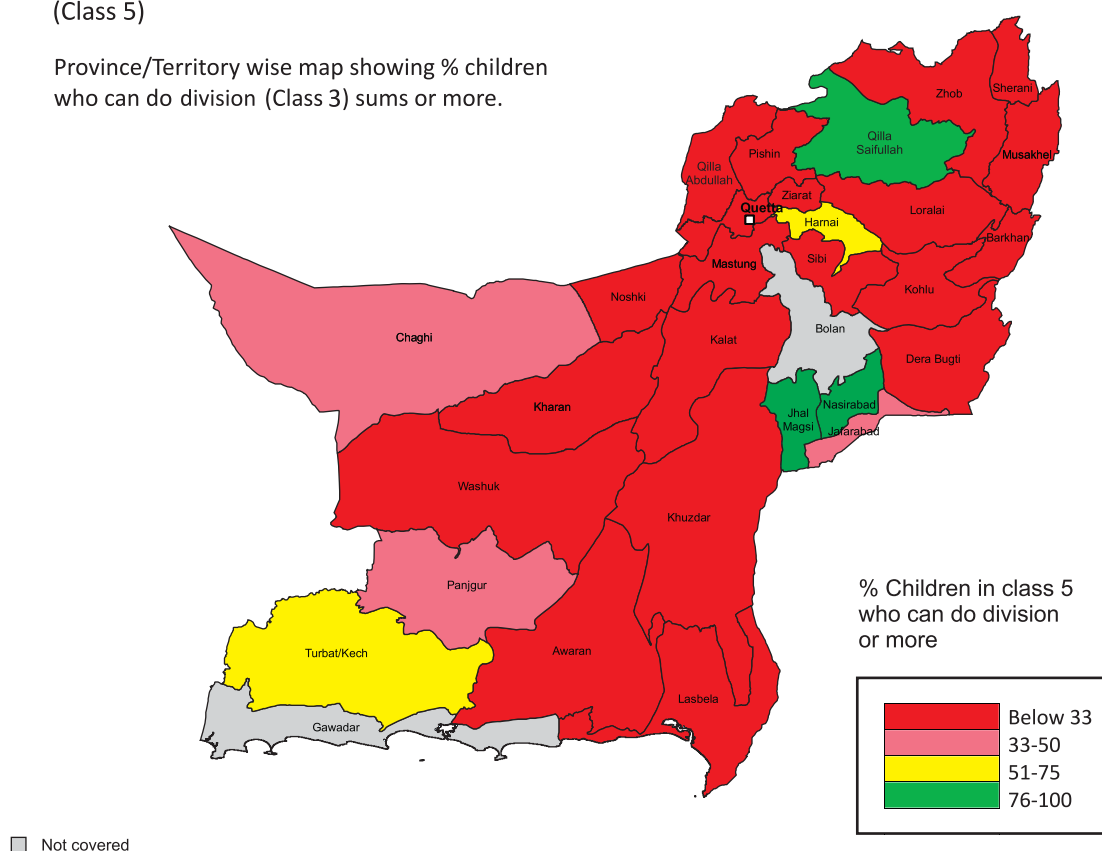 (Class 5)
Province/Territory wise map showing % children
who can do division (Class 3) sums or more.
Zhob
Sherani
Qilla
Saifullah
Musakhel
Pishin
Qilla
Abdullah
Ziarat
Quetta
Harnai
Loralai
Barkhan
Mastung
Sibi
Kohlu
Noshki
Chaghi
Kalat
Bolan
Dera Bugti
Kharan
Jhal
Magsi
Nasirabad
Jafarabad
Washuk
Khuzdar
Panjgur
Turbat/Kech
Awaran
Lasbela
Gawadar
% Children in class 5
who can do division
or more
Below 33
33-50
51-75
76-100
Not covered